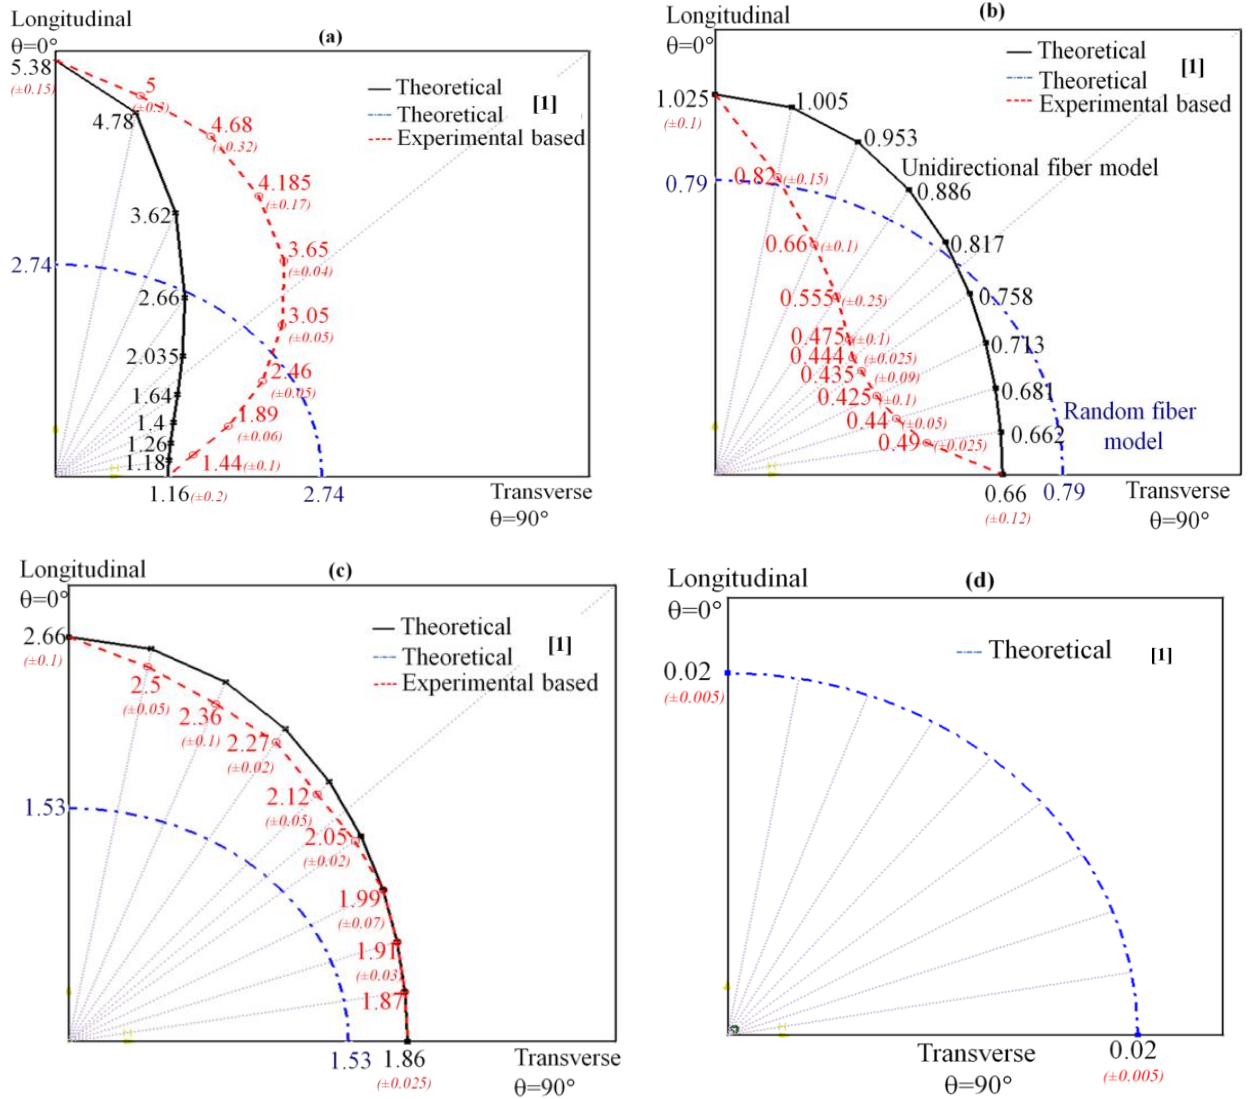 Longitudinal
θ=0°
(a)
5.38
(±0.15)
5
(±0.3)
4.78
4.68
(±0.32)
4.185
(±0.17)
3.62
3.65
(±0.04)
2.74
2.66
3.05
(±0.05)
2.035
2.46
(±0.05)
1.64
1.4
1.89
(±0.06)
1.26
1.18
1.44(±0.1)
1.16(±0.2)
2.74
Transverse
θ=90°
Theoretical
Theoretical
Experimental based
[1]
Longitudinal
θ=0°
(b)
1.025
(±0.1)
1.005
0.953
Unidirectional fiber model
0.886
0.79
0.82(±0.15)
0.817
0.66(±0.1)
0.555(±0.25)
0.758
0.475(±0.1)
0.713
0.444(±0.025)
0.435(±0.09)
0.425(±0.1)
0.681
0.44(±0.05)
0.662
0.49(±0.025)
Random fiber
model
0.66
(±0.12)
0.79
Transverse
θ=90°
Theoretical
Theoretical
Experimental based
[1]
Longitudinal
θ=0°
(c)
2.66
(±0.1)
2.5
(±0.05)
2.36
(±0.1)
2.27
(±0.02)
2.12
(±0.05)
1.53
2.05
(±0.02)
1.99
(±0.07)
1.91
(±0.03)
1.87
1.53
1.86
(±0.025)
Transverse
θ=90°
Theoretical
Theoretical
Experimental based
[1]
Longitudinal
θ=0°
(d)
Theoretical
[1]
0.02
(±0.005)
Transverse
θ=90°
0.02
(±0.005)